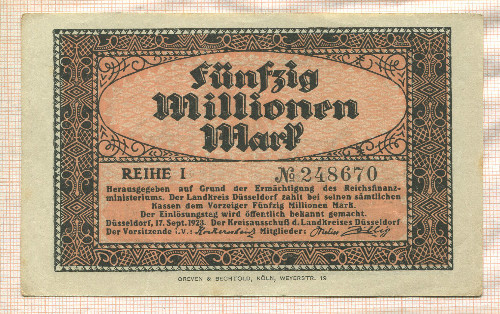 Fünfzig
Millionen
Mark
REIHE I № 248670
Herausgegeben auf Grund der Ermächtigung des Reichsfinanz-
ministeriums. Der Landkreis Düsseldorf zahlt bei seinen sämtlichen
Kassen dem Vorzeiger Fünfzig Millionen Mark.
Der Einlösungsteg wird öffentlich bekannt gemacht.
Düsseldorf, 17. Sept. 1923. Der Kreisausschuß d. Landkreises Düsseldorf
Der Vorsitzende i.V.: Mitglieder:
GREVEN & BECHTOLD, KÖLN, WEYERSTR. 19